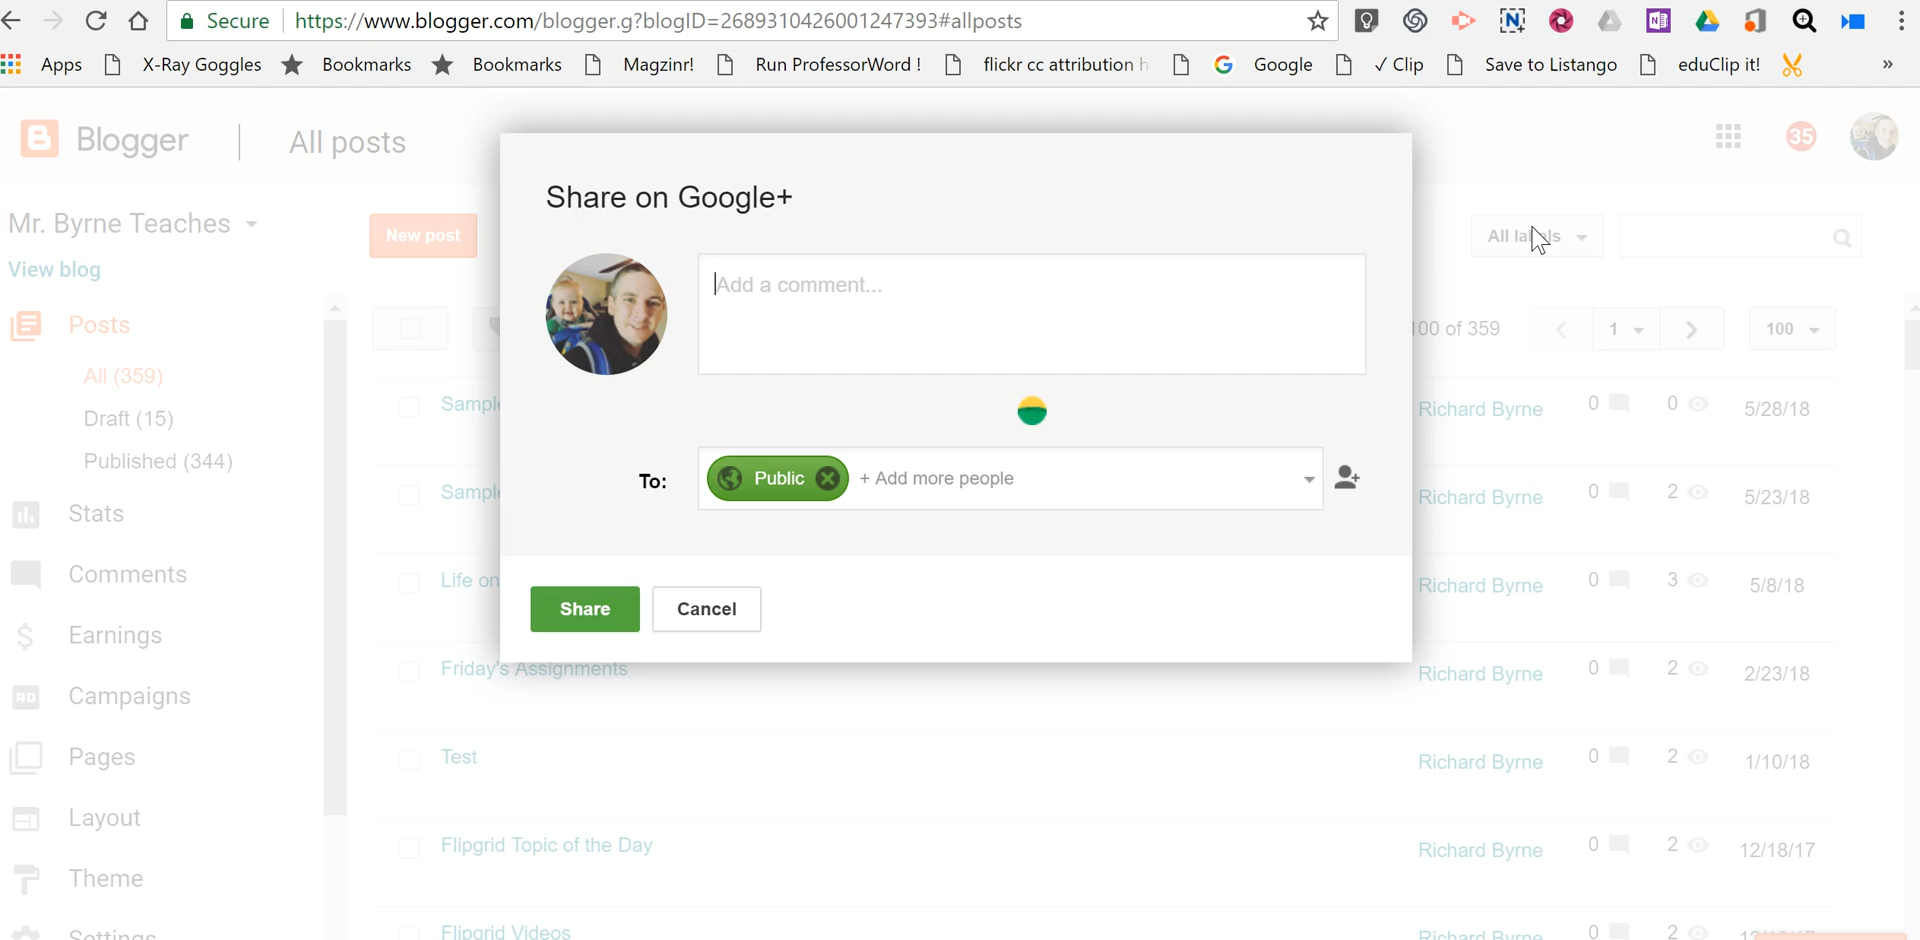 Secure https://www.blogger.com/blogger.g?blogID=2689310426001247393#allposts
Apps X-Ray Goggles Bookmarks Bookmarks Magzinr! Run ProfessorWord ! flickr cc attribution h Google ✓ Clip Save to Listango eduClip it! »
Blogger All posts 35
Mr. Byrne Teaches
View blog
New post
All labels
Share on Google+
Add a comment...
To: Public + Add more people
Share Cancel
Posts
All (359)
Draft (15)
Published (344)
Stats
Comments
Earnings
Campaigns
Pages
Layout
Theme
Settings
100 of 359 1 100
Sample Richard Byrne 0 0 5/28/18
Sample Richard Byrne 0 2 5/23/18
Life on Richard Byrne 0 3 5/8/18
Friday's Assignments Richard Byrne 0 2 2/23/18
Test Richard Byrne 0 2 1/10/18
Flipgrid Topic of the Day Richard Byrne 0 2 12/18/17
Flipgrid Videos Richard Byrne 0 2